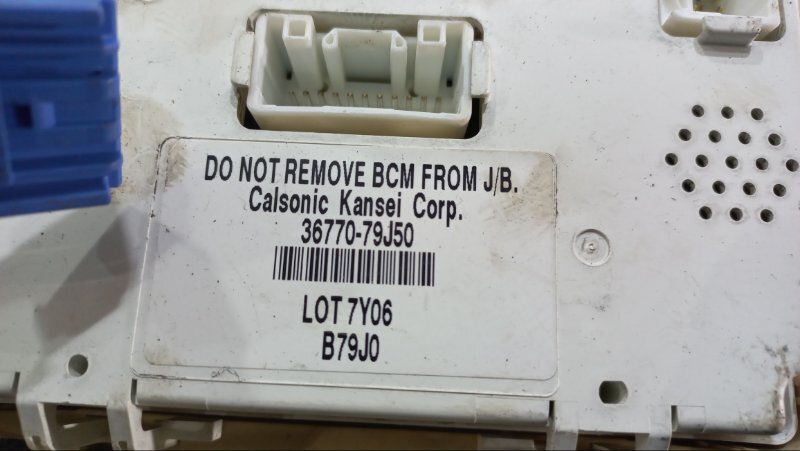 DO NOT REMOVE BCM FROM J/B.
Calsonic Kansei Corp.
36770-79J50
LOT 7Y06
B79J0